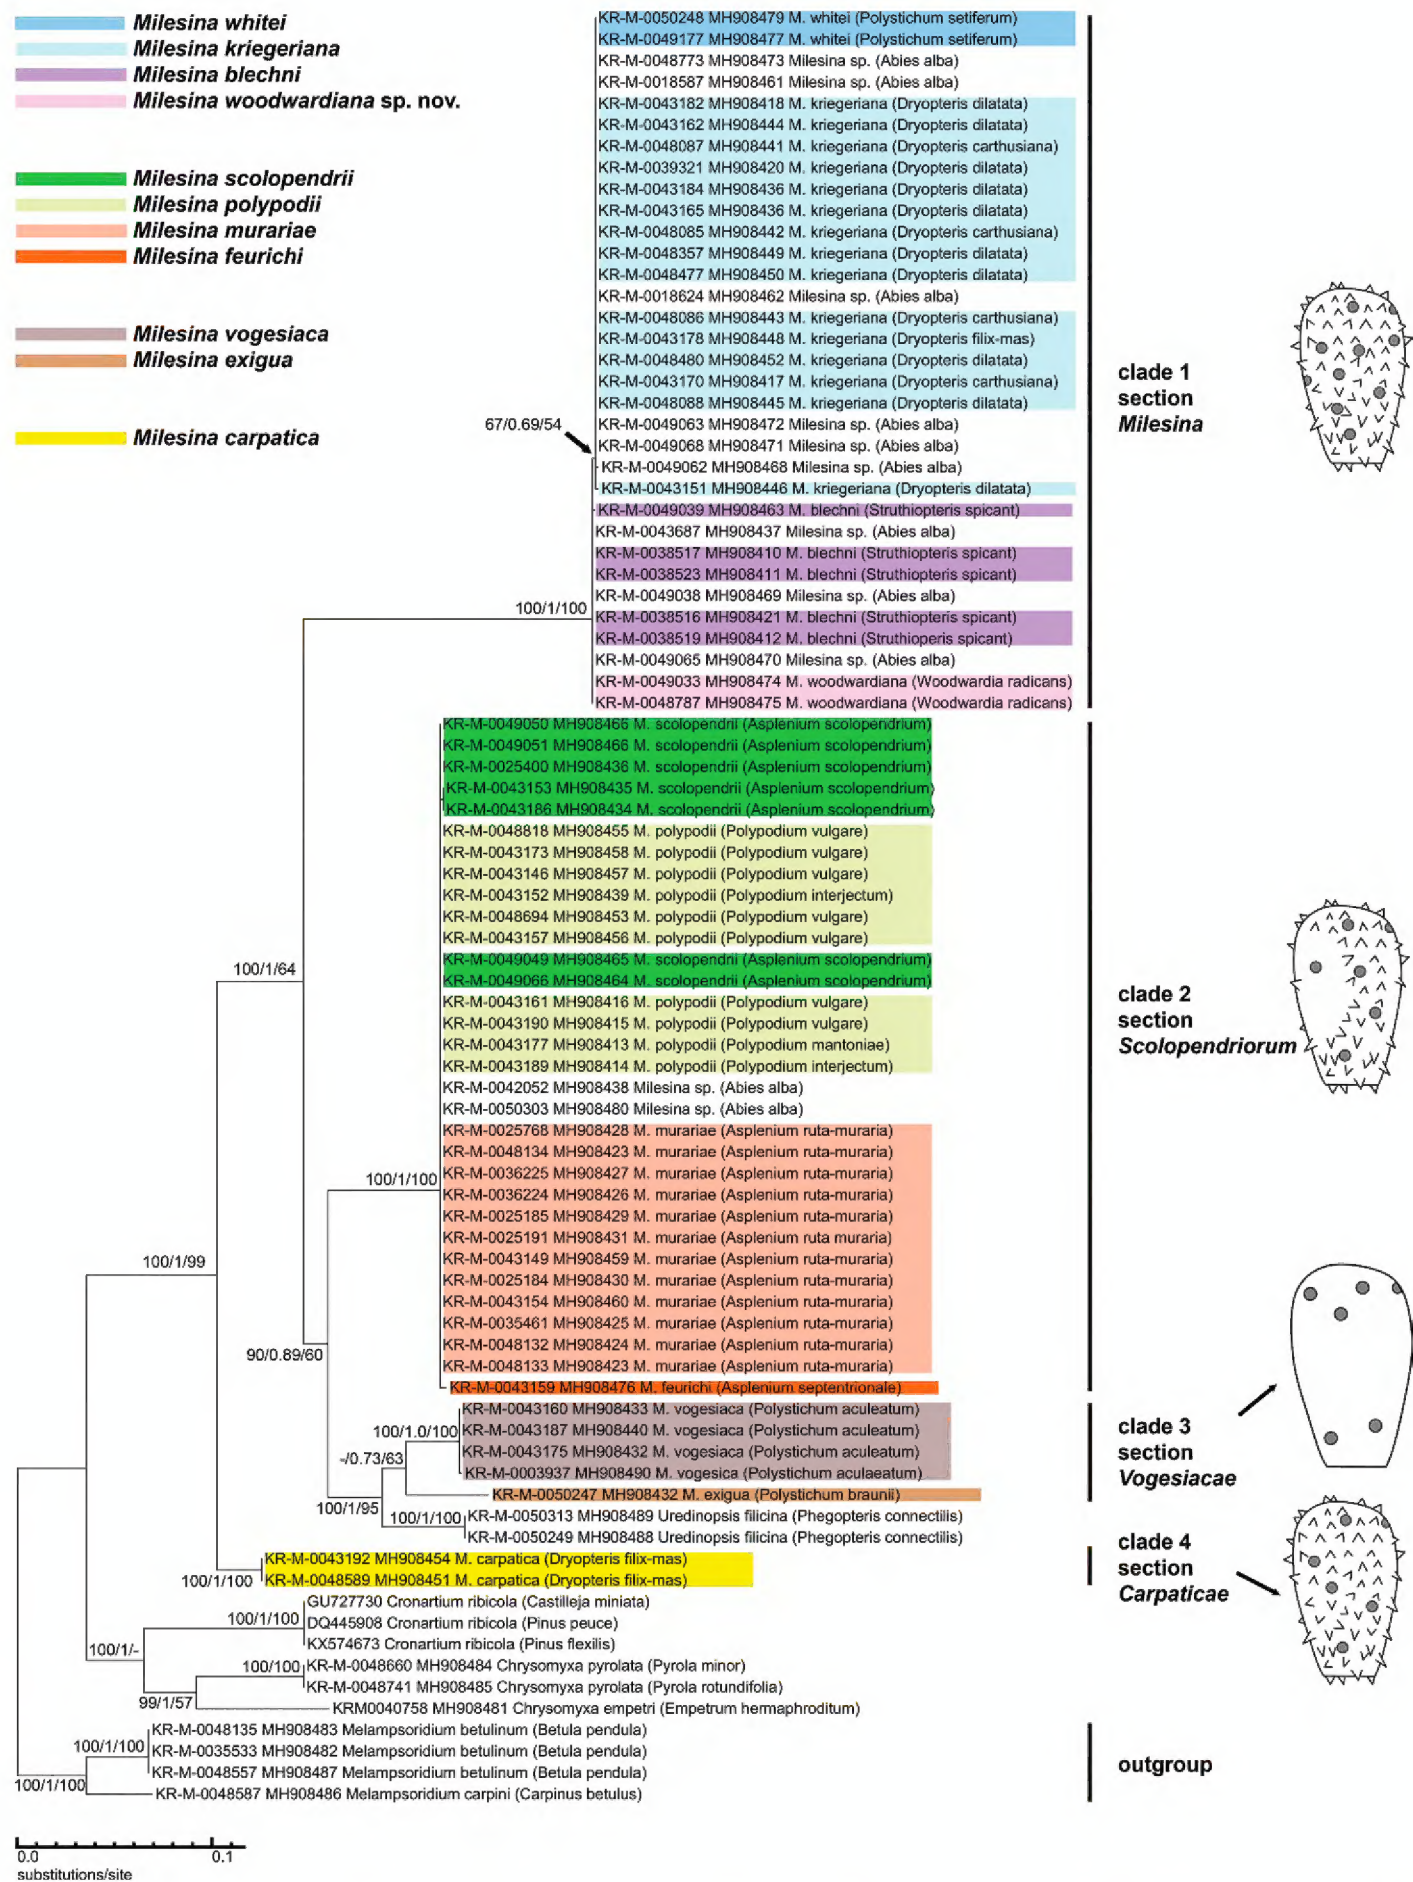 Milesina whitei
Milesina kriegeriana
Milesina blechni
Milesina woodwardiana sp. nov.
Milesina scolopendrii
Milesina polypodii
Milesina murariae
Milesina feurichi
Milesina vogesiaca
Milesina exigua
Milesina carpatica
KR-M-0050248 MH908479 M. whitei (Polystichum setiferum)
KR-M-0049177 MH908477 M. whitei (Polystichum setiferum)
KR-M-0048773 MH908473 Milesina sp. (Abies alba)
KR-M-0018587 MH908461 Milesina sp. (Abies alba)
KR-M-0043182 MH908418 M. kriegeriana (Dryopteris dilatata)
KR-M-0043162 MH908444 M. kriegeriana (Dryopteris dilatata)
KR-M-0048087 MH908441 M. kriegeriana (Dryopteris carthusiana)
KR-M-0039321 MH908420 M. kriegeriana (Dryopteris dilatata)
KR-M-0043184 MH908436 M. kriegeriana (Dryopteris dilatata)
KR-M-0043165 MH908436 M. kriegeriana (Dryopteris dilatata)
KR-M-0048085 MH908442 M. kriegeriana (Dryopteris carthusiana)
KR-M-0048357 MH908449 M. kriegeriana (Dryopteris dilatata)
KR-M-0048477 MH908450 M. kriegeriana (Dryopteris dilatata)
KR-M-0018624 MH908462 Milesina sp. (Abies alba)
KR-M-0048086 MH908443 M. kriegeriana (Dryopteris carthusiana)
KR-M-0043178 MH908448 M. kriegeriana (Dryopteris filix-mas)
KR-M-0048480 MH908452 M. kriegeriana (Dryopteris dilatata)
KR-M-0043170 MH908417 M. kriegeriana (Dryopteris carthusiana)
KR-M-0048088 MH908445 M. kriegeriana (Dryopteris dilatata)
KR-M-0049063 MH908472 Milesina sp. (Abies alba)
67/0.69/54
KR-M-0049068 MH908471 Milesina sp. (Abies alba)
KR-M-0049062 MH908468 Milesina sp. (Abies alba)
KR-M-0043151 MH908446 M. kriegeriana (Dryopteris dilatata)
KR-M-0049039 MH908463 M. blechni (Struthiopteris spicant)
KR-M-0043687 MH908437 Milesina sp. (Abies alba)
KR-M-0038517 MH908410 M. blechni (Struthiopteris spicant)
KR-M-0038523 MH908411 M. blechni (Struthiopteris spicant)
KR-M-0049038 MH908469 Milesina sp. (Abies alba)
100/1/100
KR-M-0038516 MH908421 M. blechni (Struthiopteris spicant)
KR-M-0038519 MH908412 M. blechni (Struthioperis spicant)
KR-M-0049065 MH908470 Milesina sp. (Abies alba)
KR-M-0049033 MH908474 M. woodwardiana (Woodwardia radicans)
KR-M-0048787 MH908475 M. woodwardiana (Woodwardia radicans)
clade 1
section
Milesina
KR-M-0049050 MH908466 M. scolopendrii (Asplenium scolopendrium)
KR-M-0049051 MH908466 M. scolopendrii (Asplenium scolopendrium)
KR-M-0025400 MH908436 M. scolopendrii (Asplenium scolopendrium)
KR-M-0043153 MH908435 M. scolopendrii (Asplenium scolopendrium)
KR-M-0043186 MH908434 M. scolopendrii (Asplenium scolopendrium)
KR-M-0048818 MH908455 M. polypodii (Polypodium vulgare)
KR-M-0043173 MH908458 M. polypodii (Polypodium vulgare)
KR-M-0043146 MH908457 M. polypodii (Polypodium vulgare)
KR-M-0043152 MH908439 M. polypodii (Polypodium interjectum)
KR-M-0048694 MH908453 M. polypodii (Polypodium vulgare)
KR-M-0043157 MH908456 M. polypodii (Polypodium vulgare)
KR-M-0049049 MH908465 M. scolopendrii (Asplenium scolopendrium)
100/1/64
KR-M-0049066 MH908464 M. scolopendrii (Asplenium scolopendrium)
KR-M-0043161 MH908416 M. polypodii (Polypodium vulgare)
KR-M-0043190 MH908415 M. polypodii (Polypodium vulgare)
KR-M-0043177 MH908413 M. polypodii (Polypodium mantoniae)
KR-M-0043189 MH908414 M. polypodii (Polypodium interjectum)
KR-M-0042052 MH908438 Milesina sp. (Abies alba)
KR-M-0050303 MH908480 Milesina sp. (Abies alba)
KR-M-0025768 MH908428 M. murariae (Asplenium ruta-muraria)
KR-M-0048134 MH908423 M. murariae (Asplenium ruta-muraria)
100/1/100
KR-M-0036225 MH908427 M. murariae (Asplenium ruta-muraria)
KR-M-0036224 MH908426 M. murariae (Asplenium ruta-muraria)
KR-M-0025185 MH908429 M. murariae (Asplenium ruta-muraria)
KR-M-0025191 MH908431 M. murariae (Asplenium ruta muraria)
KR-M-0043149 MH908459 M. murariae (Asplenium ruta-muraria)
100/1/99
KR-M-0025184 MH908430 M. murariae (Asplenium ruta-muraria)
KR-M-0043154 MH908460 M. murariae (Asplenium ruta-muraria)
KR-M-0035461 MH908425 M. murariae (Asplenium ruta-muraria)
KR-M-0048132 MH908424 M. murariae (Asplenium ruta-muraria)
90/0.89/60
KR-M-0048133 MH908423 M. murariae (Asplenium ruta-muraria)
KR-M-0043159 MH908476 M. feurichi (Asplenium septentrionale)
clade 2
section
Scolopendriorum
KR-M-0043160 MH908433 M. vogesiaca (Polystichum aculeatum)
100/1.0/100
KR-M-0043187 MH908440 M. vogesiaca (Polystichum aculeatum)
-/0.73/63
KR-M-0043175 MH908432 M. vogesiaca (Polystichum aculeatum)
KR-M-0003937 MH908490 M. vogesica (Polystichum aculaeatum)
KR-M-0050247 MH908432 M. exigua (Polystichum braunii)
100/1/95
clade 3
section
Vogesiacae
100/1/100
KR-M-0050313 MH908489 Uredinopsis filicina (Phegopteris connectilis)
KR-M-0050249 MH908488 Uredinopsis filicina (Phegopteris connectilis)
KR-M-0043192 MH908454 M. carpatica (Dryopteris filix-mas)
100/1/100
KR-M-0048589 MH908451 M. carpatica (Dryopteris filix-mas)
clade 4
section
Carpaticae
GU727730 Cronartium ribicola (Castilleja miniata)
100/1/100
DQ445908 Cronartium ribicola (Pinus peuce)
KX574673 Cronartium ribicola (Pinus flexilis)
100/1/-
100/100
KR-M-0048660 MH908484 Chrysomyxa pyrolata (Pyrola minor)
KR-M-0048741 MH908485 Chrysomyxa pyrolata (Pyrola rotundifolia)
99/1/57
KRM0040758 MH908481 Chrysomyxa empetri (Empetrum hermaphroditum)
KR-M-0048135 MH908483 Melampsoridium betulinum (Betula pendula)
100/1/100
KR-M-0035533 MH908482 Melampsoridium betulinum (Betula pendula)
KR-M-0048557 MH908487 Melampsoridium betulinum (Betula pendula)
100/1/100
KR-M-0048587 MH908486 Melampsoridium carpini (Carpinus betulus)
outgroup
0.0 0.1
substitutions/site